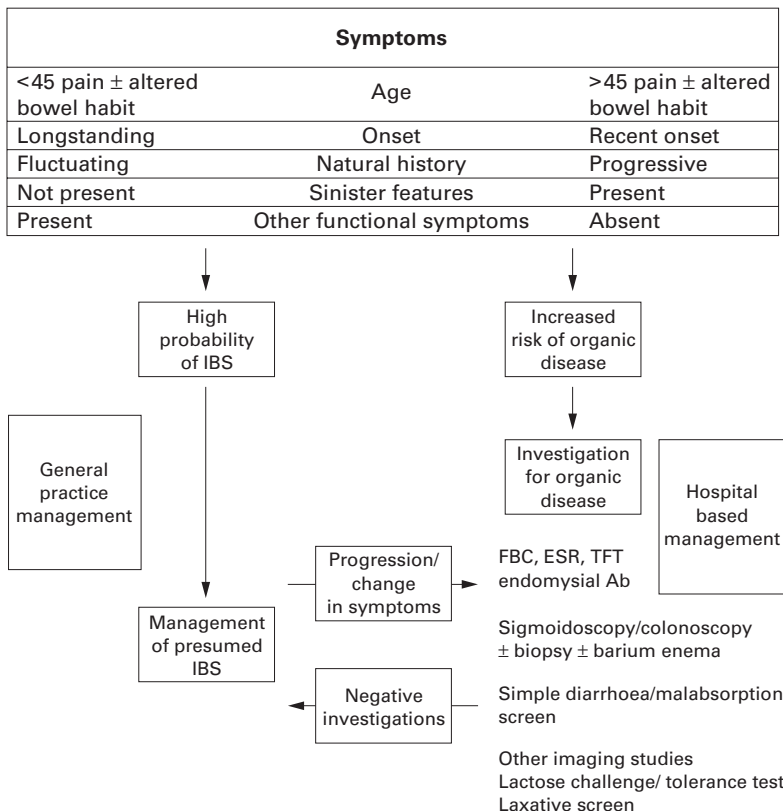 Symptoms
<45 pain ± altered
bowel habit
Age
>45 pain ± altered
bowel habit
Longstanding Onset Recent onset
Fluctuating Natural history Progressive
Not present Sinister features Present
Present Other functional symptoms Absent
High
probability
of IBS
Increased
risk of organic
disease
General
practice
management
Investigation
for organic
disease
Hospital
based
management
Progression/
change
in symptoms
FBC, ESR, TFT
endomysial Ab
Management
of presumed
IBS
Sigmoidoscopy/colonoscopy
± biopsy ± barium enema
Negative
investigations
Simple diarrhoea/malabsorption
screen
Other imaging studies
Lactose challenge/ tolerance test
Laxative screen